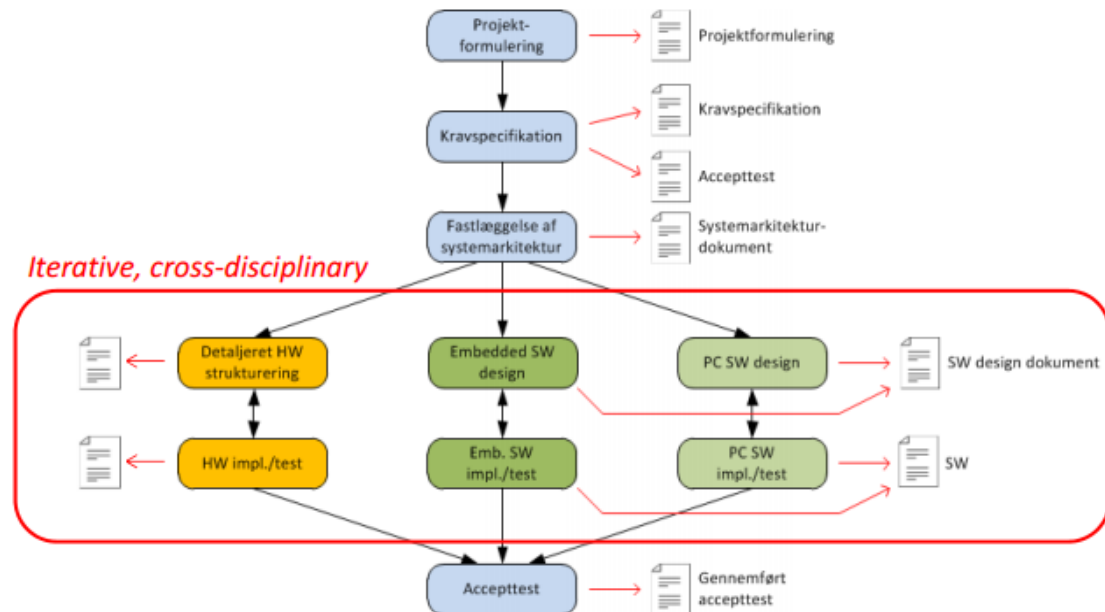 Projekt-
formulering
Projektformulering
Kravspecifikation
Kravspecifikation
Accepttest
Fastlæggelse af
systemarkitektur
Systemarkitektur-
dokument
Iterative, cross-disciplinary
Detaljeret HW
strukturering
Embedded SW
design
PC SW design
SW design dokument
HW impl./test
Emb. SW
impl./test
PC SW
impl./test
SW
Accepttest
Gennemført
accepttest